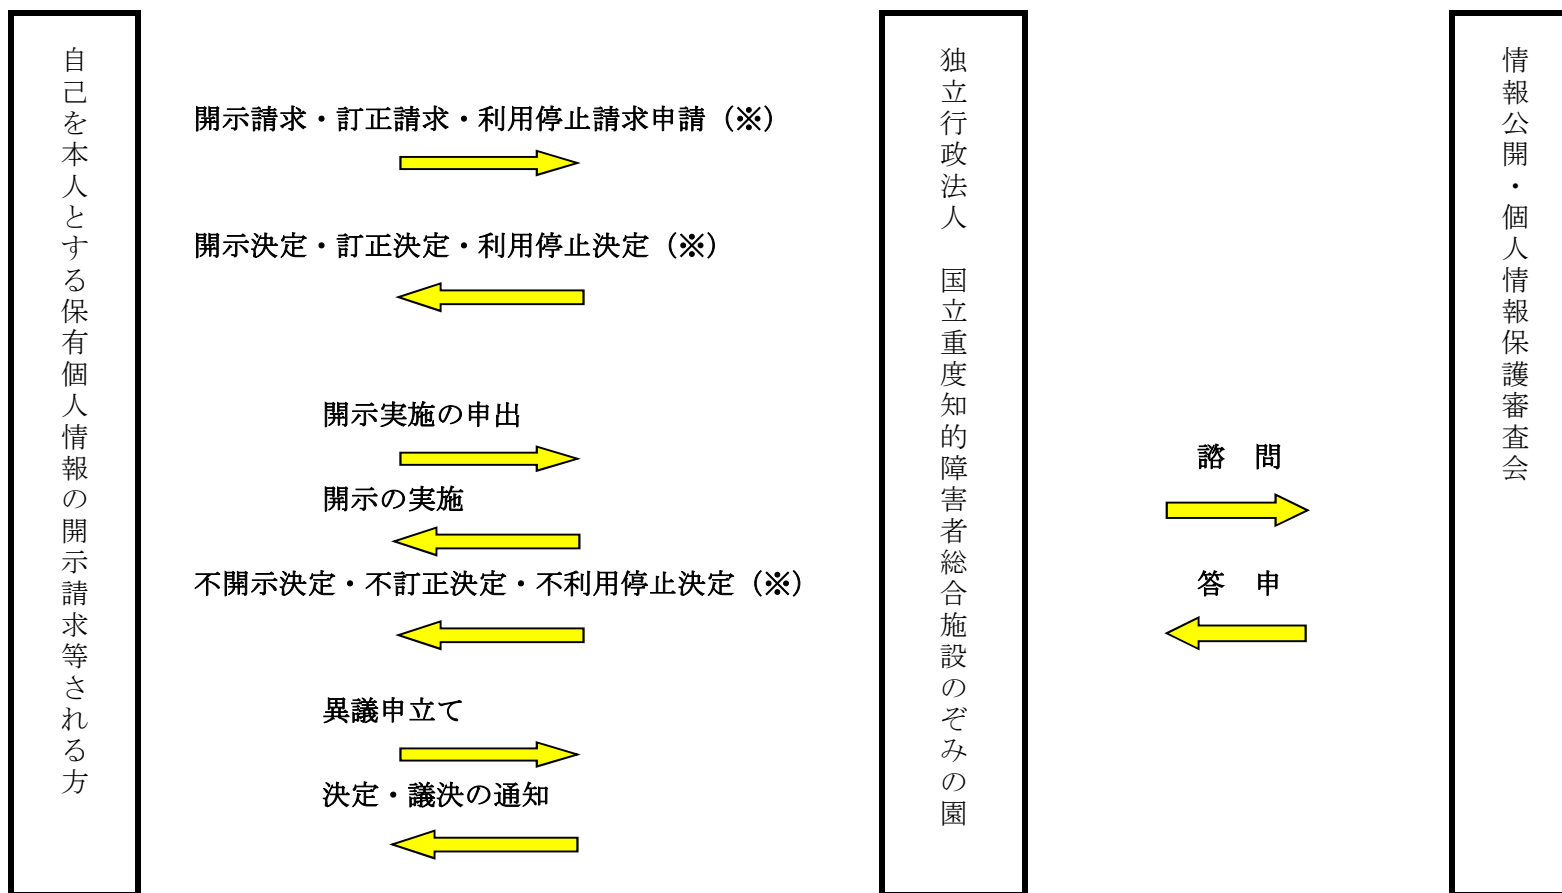 自己を本人とする保有個人情報の開示請求等される方
開示請求・訂正請求・利用停止請求申請（※）
開示決定・訂正決定・利用停止決定（※）
開示実施の申出
開示の実施
不開示決定・不訂正決定・不利用停止決定（※）
異議申立て
決定・議決の通知
独立行政法人　国立重度知的障害者総合施設のぞみの園
諮　問
答　申
情報公開・個人情報保護審査会